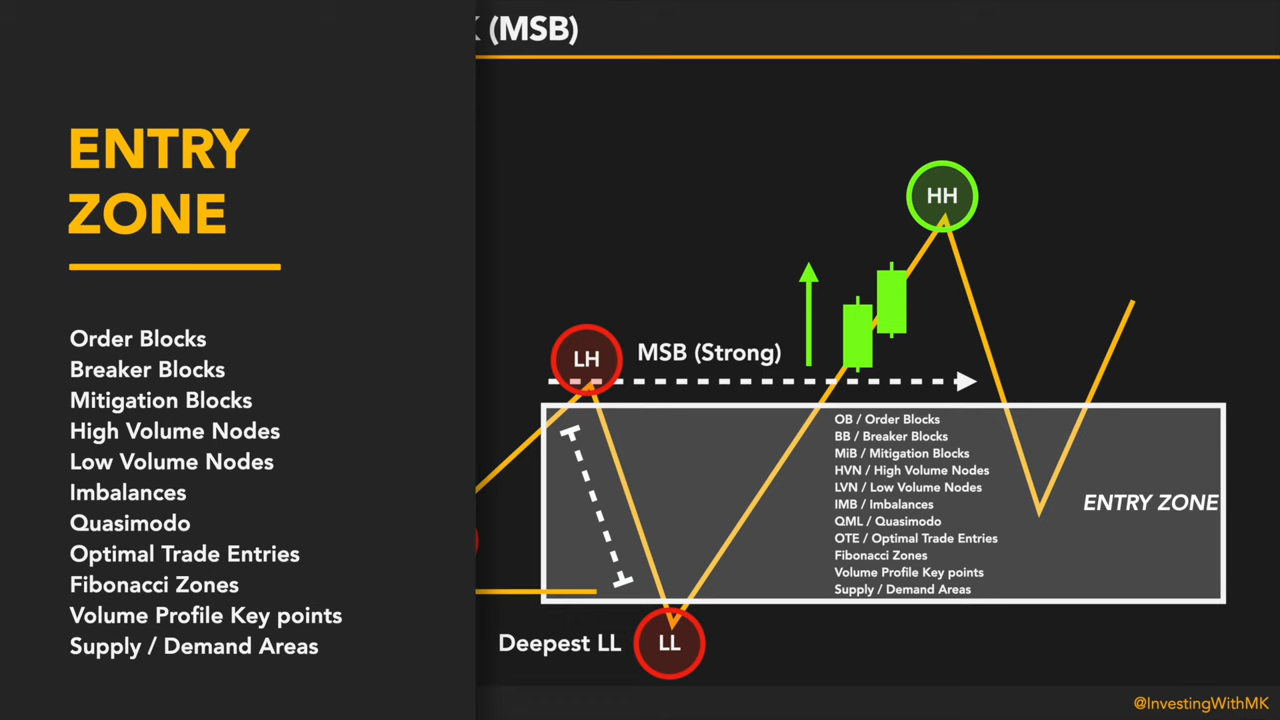 (MSB)
ENTRY
ZONE
Order Blocks
Breaker Blocks
Mitigation Blocks
High Volume Nodes
Low Volume Nodes
Imbalances
Quasimodo
Optimal Trade Entries
Fibonacci Zones
Volume Profile Key points
Supply / Demand Areas
HH
LH
MSB (Strong)
OB / Order Blocks
BB / Breaker Blocks
MiB / Mitigation Blocks
HVN / High Volume Nodes
LVN / Low Volume Nodes
IMB / Imbalances
QML / Quasimodo
OTE / Optimal Trade Entries
Fibonacci Zones
Volume Profile Key points
Supply / Demand Areas
ENTRY ZONE
Deepest LL
LL
@InvestingWithMK